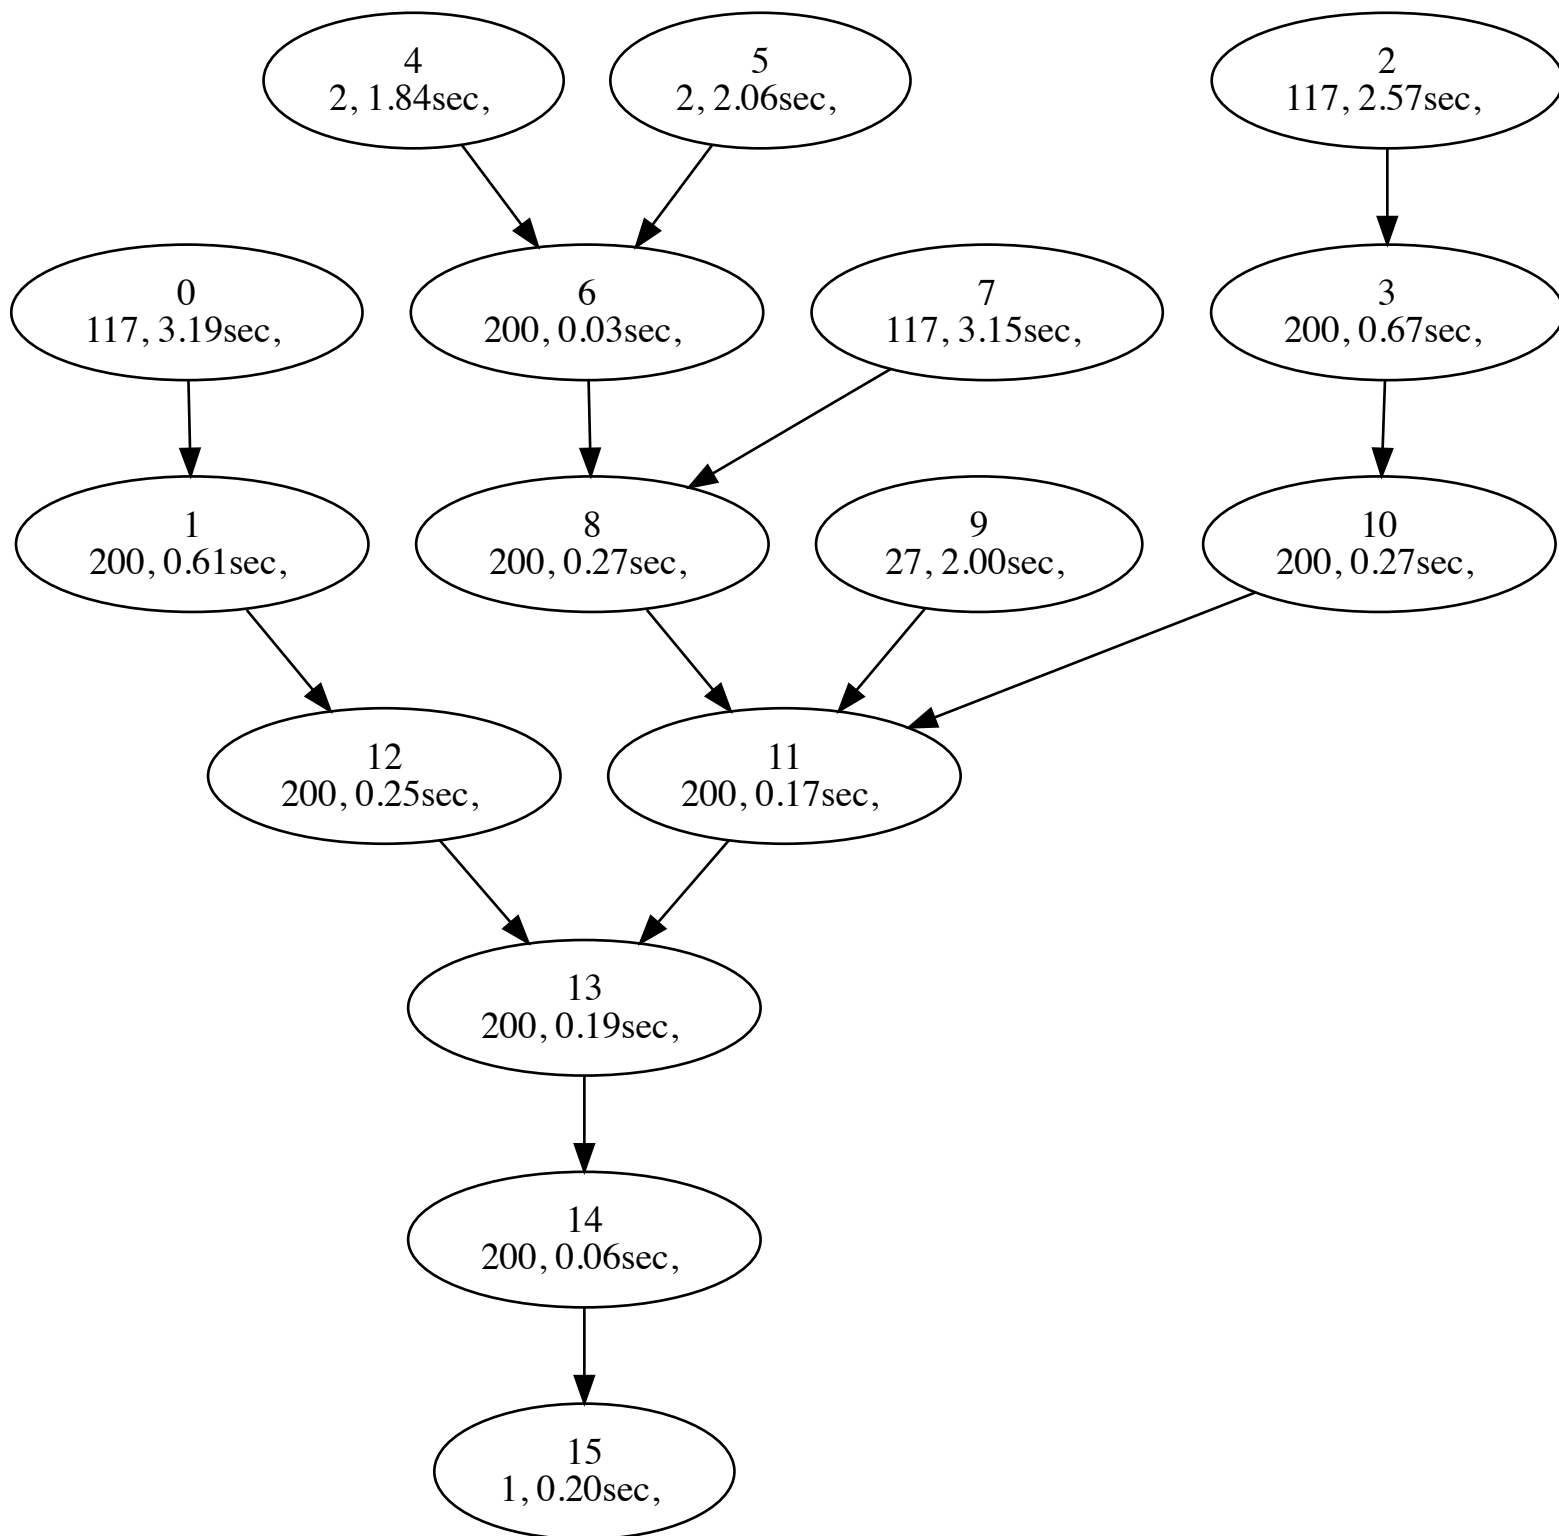 4
2, 1.84sec,
5
2, 2.06sec,
2
117, 2.57sec,
0
117, 3.19sec,
6
200, 0.03sec,
7
117, 3.15sec,
3
200, 0.67sec,
1
200, 0.61sec,
8
200, 0.27sec,
9
27, 2.00sec,
10
200, 0.27sec,
12
200, 0.25sec,
11
200, 0.17sec,
13
200, 0.19sec,
14
200, 0.06sec,
15
1, 0.20sec,